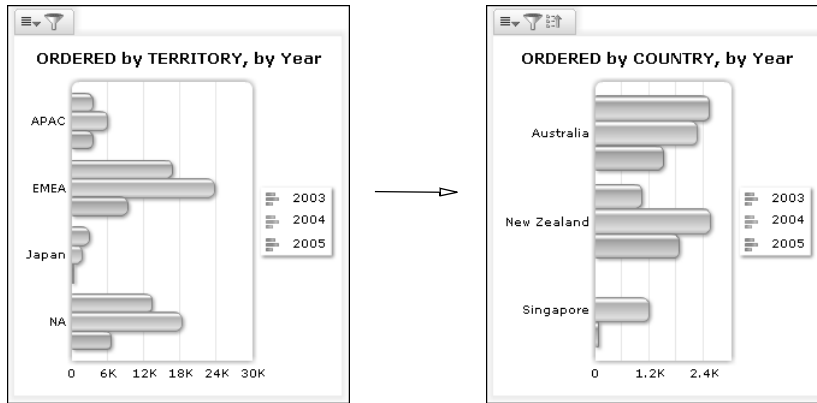 ORDERED by TERRITORY, by Year
APAC
EMEA
Japan
NA
0 6K 12K 18K 24K 30K
2003
2004
2005
ORDERED by COUNTRY, by Year
Australia
New Zealand
Singapore
0 1.2K 2.4K
2003
2004
2005